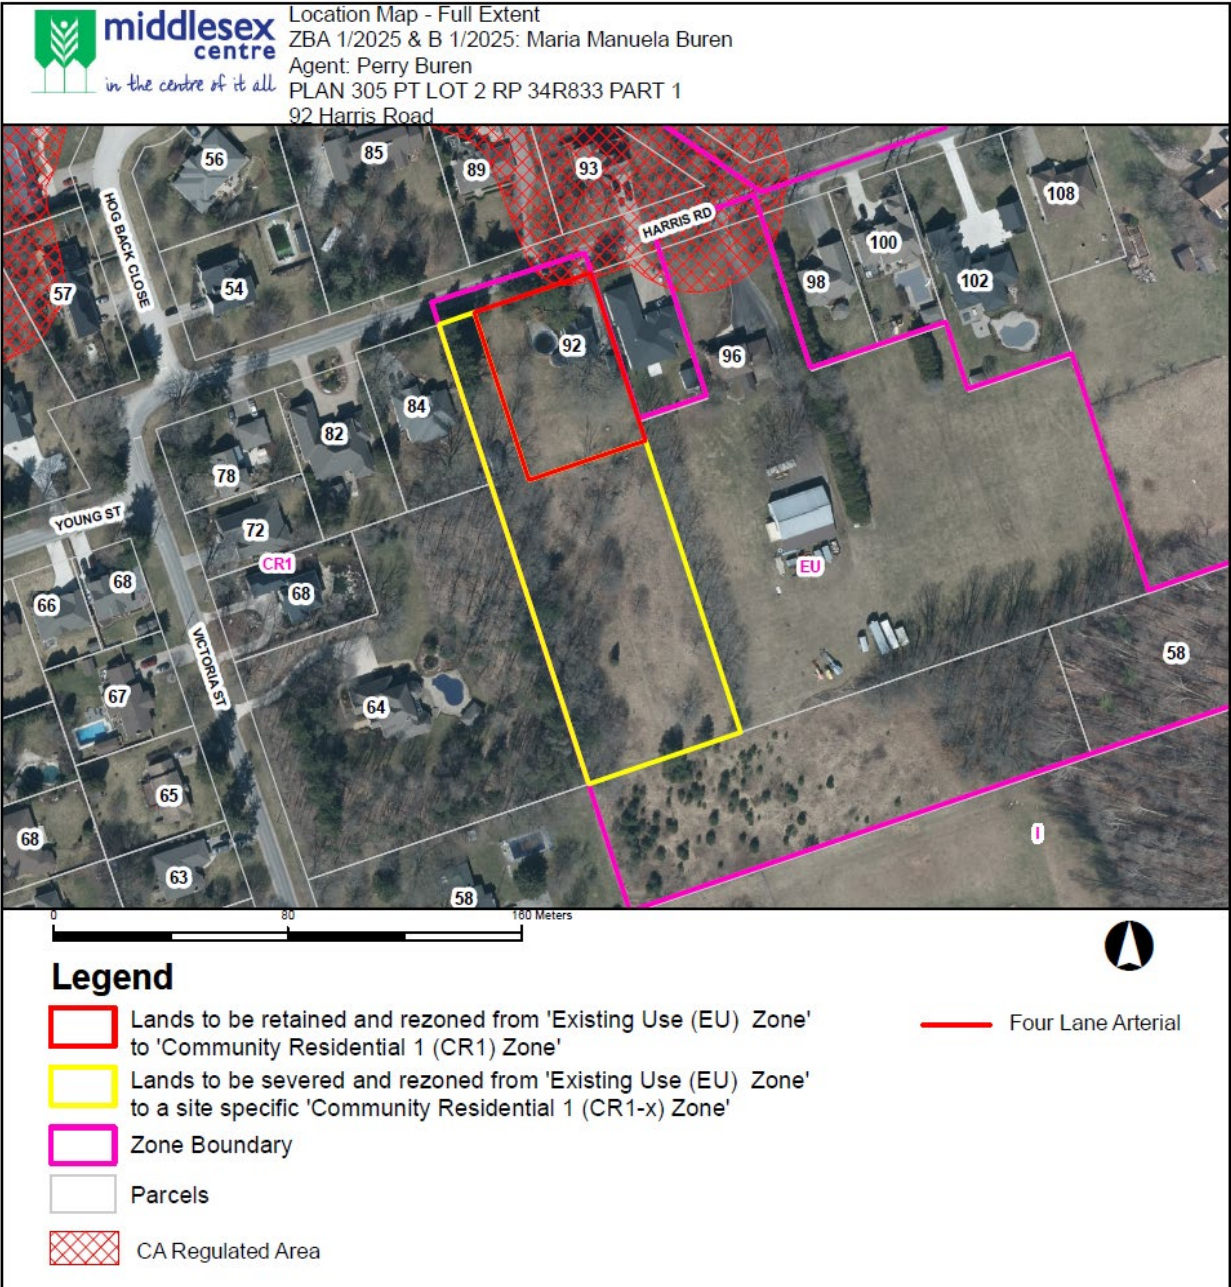 middlesex
centre
in the centre of it all
Location Map - Full Extent
ZBA 1/2025 & B 1/2025: Maria Manuela Buren
Agent: Perry Buren
PLAN 305 PT LOT 2 RP 34R833 PART 1
92 Harris Road
56
85
89
93
108
HOG BACK CLOSE
HARRIS RD
100
98
102
57
54
92
96
84
82
78
72
YOUNG ST
CR1
EU
68
68
66
VICTORIA ST
58
67
64
65
68
63
58
I
0
80
160 Meters
Legend
Lands to be retained and rezoned from 'Existing Use (EU) Zone'
to 'Community Residential 1 (CR1) Zone'
Four Lane Arterial
Lands to be severed and rezoned from 'Existing Use (EU) Zone'
to a site specific 'Community Residential 1 (CR1-x) Zone'
Zone Boundary
Parcels
CA Regulated Area